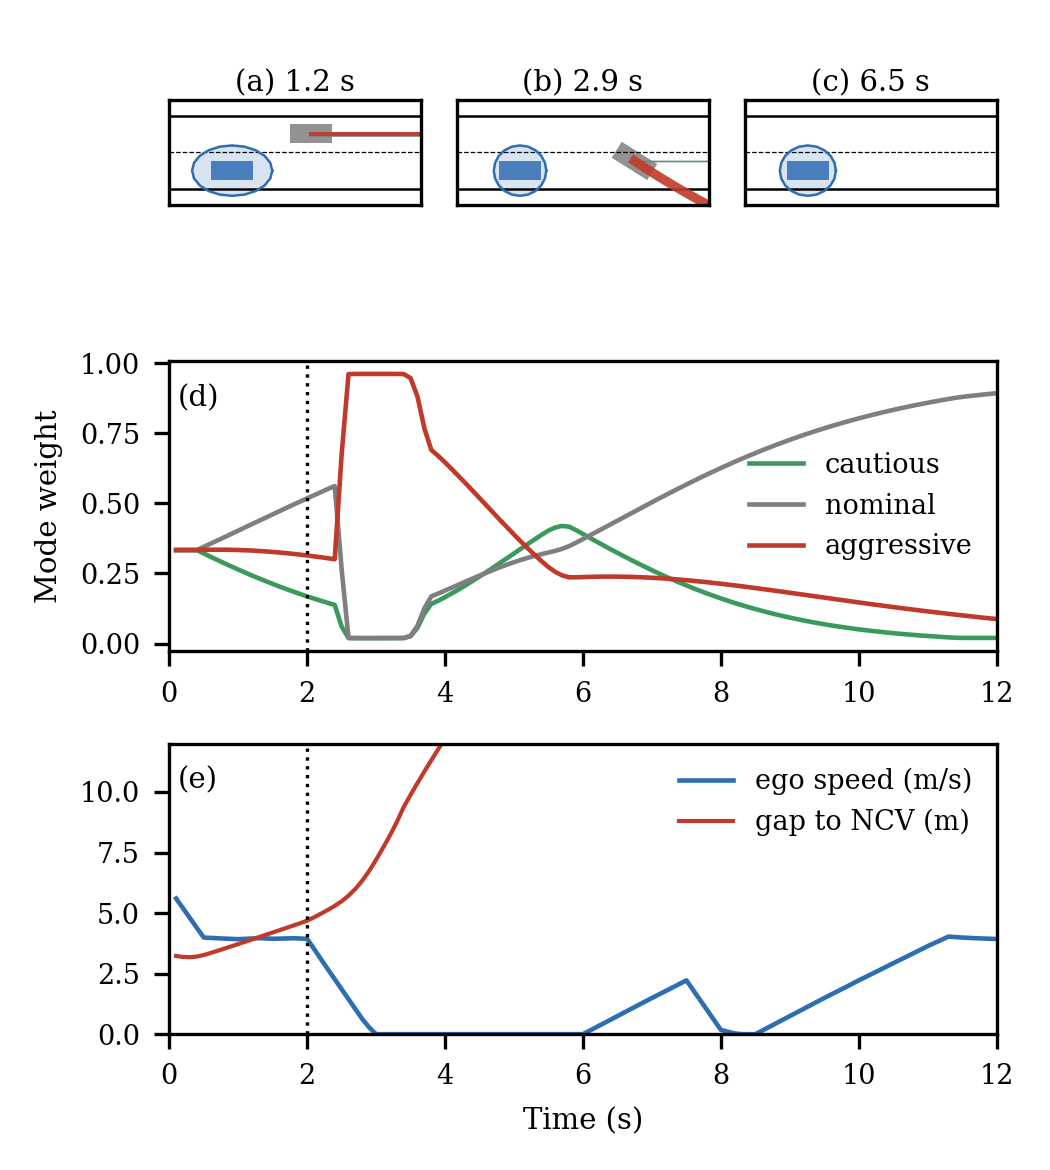 (a) 1.2 s
(b) 2.9 s
(c) 6.5 s
1.00
0.75
0.50
0.25
0.00
Mode weight
(d)
cautious
nominal
aggressive
0 2 4 6 8 10 12
10.0
7.5
5.0
2.5
0.0
(e)
ego speed (m/s)
gap to NCV (m)
0 2 4 6 8 10 12
Time (s)